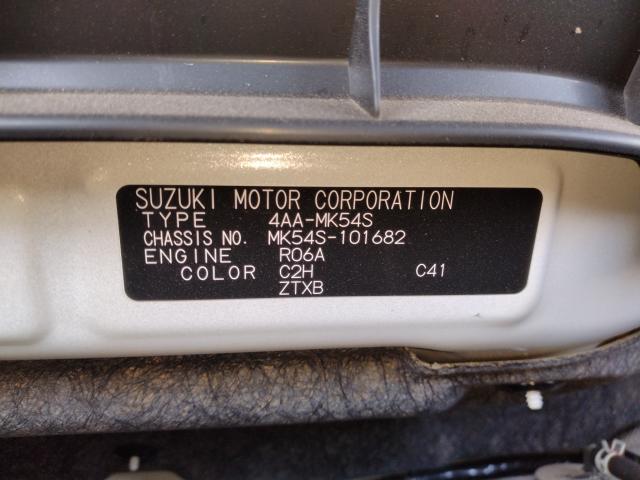 SUZUKI MOTOR CORPORATION
TYPE 4AA-MK54S
CHASSIS NO. MK54S-101682
ENGINE R06A
COLOR C2H C41
ZTXB